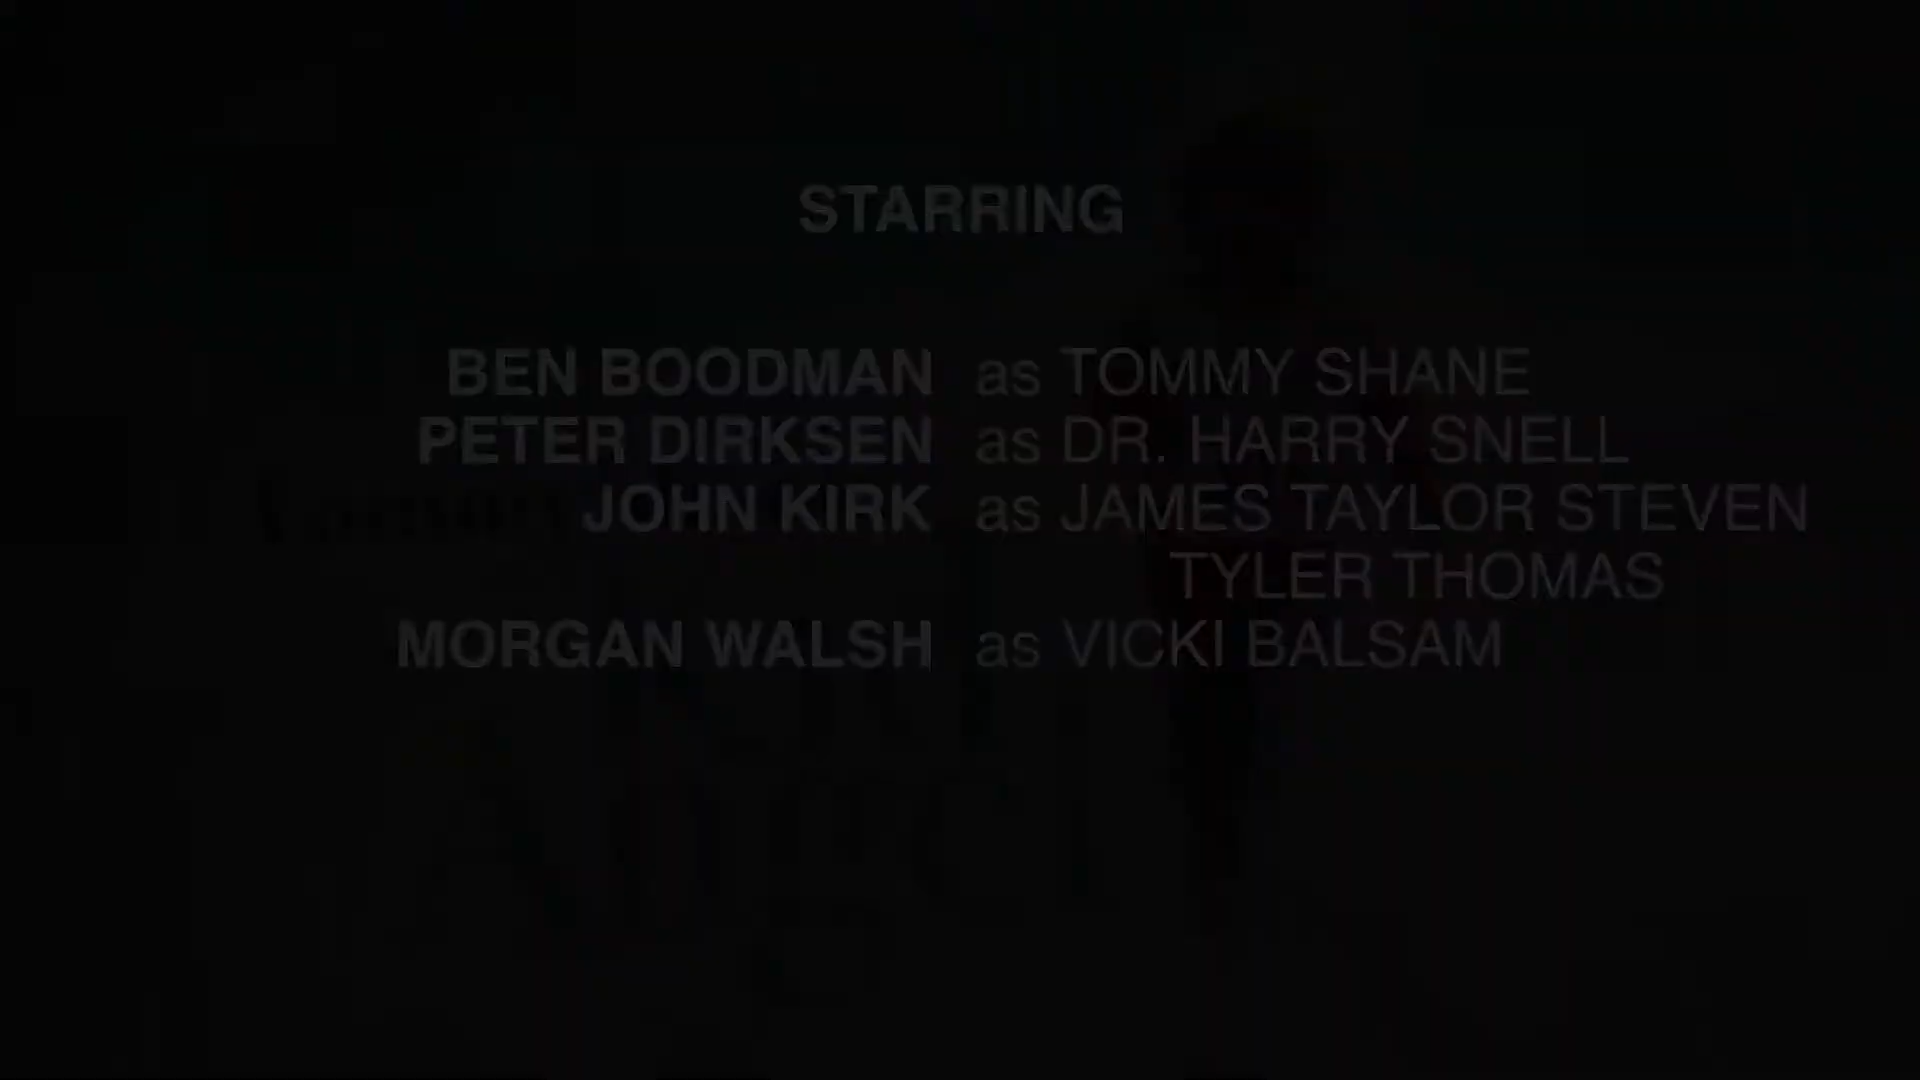 STARRING
BEN BOODMAN as TOMMY SHANE
PETER DIRKSEN as DR. HARRY SNELL
JOHN KIRK as JAMES TAYLOR STEVEN
TYLER THOMAS
MORGAN WALSH as VICKI BALSAM